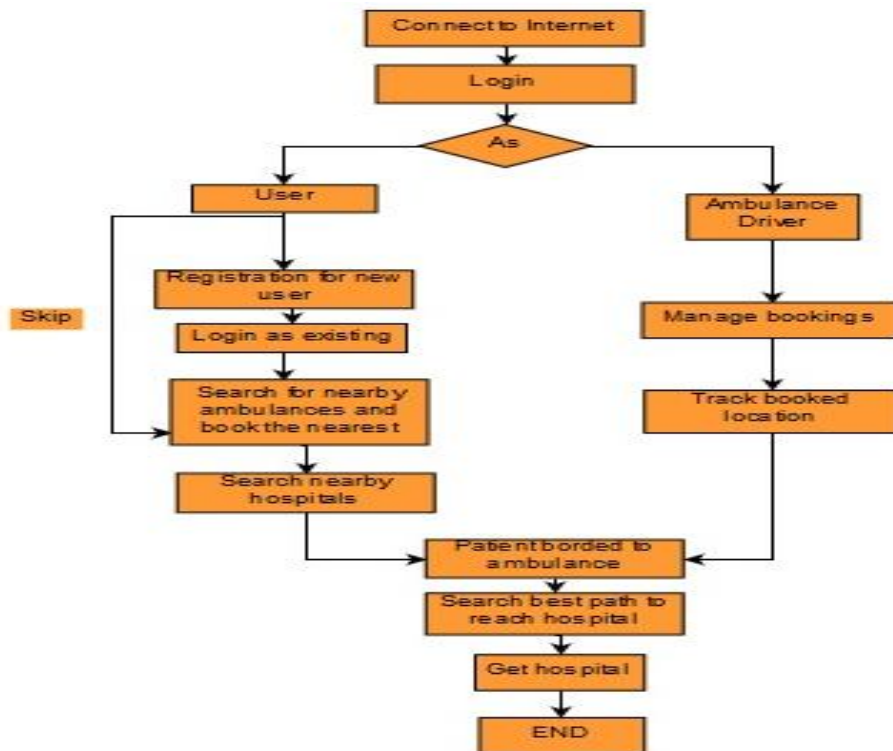 Connect to Internet
Login
As
User
Ambulance
Driver
Registration for new
user
Skip
Manage bookings
Login as existing
Search for nearby
ambulances and
book the nearest
Track booked
location
Search nearby
hospitals
Patient borded to
ambulance
Search best path to
reach hospital
Get hospital
END